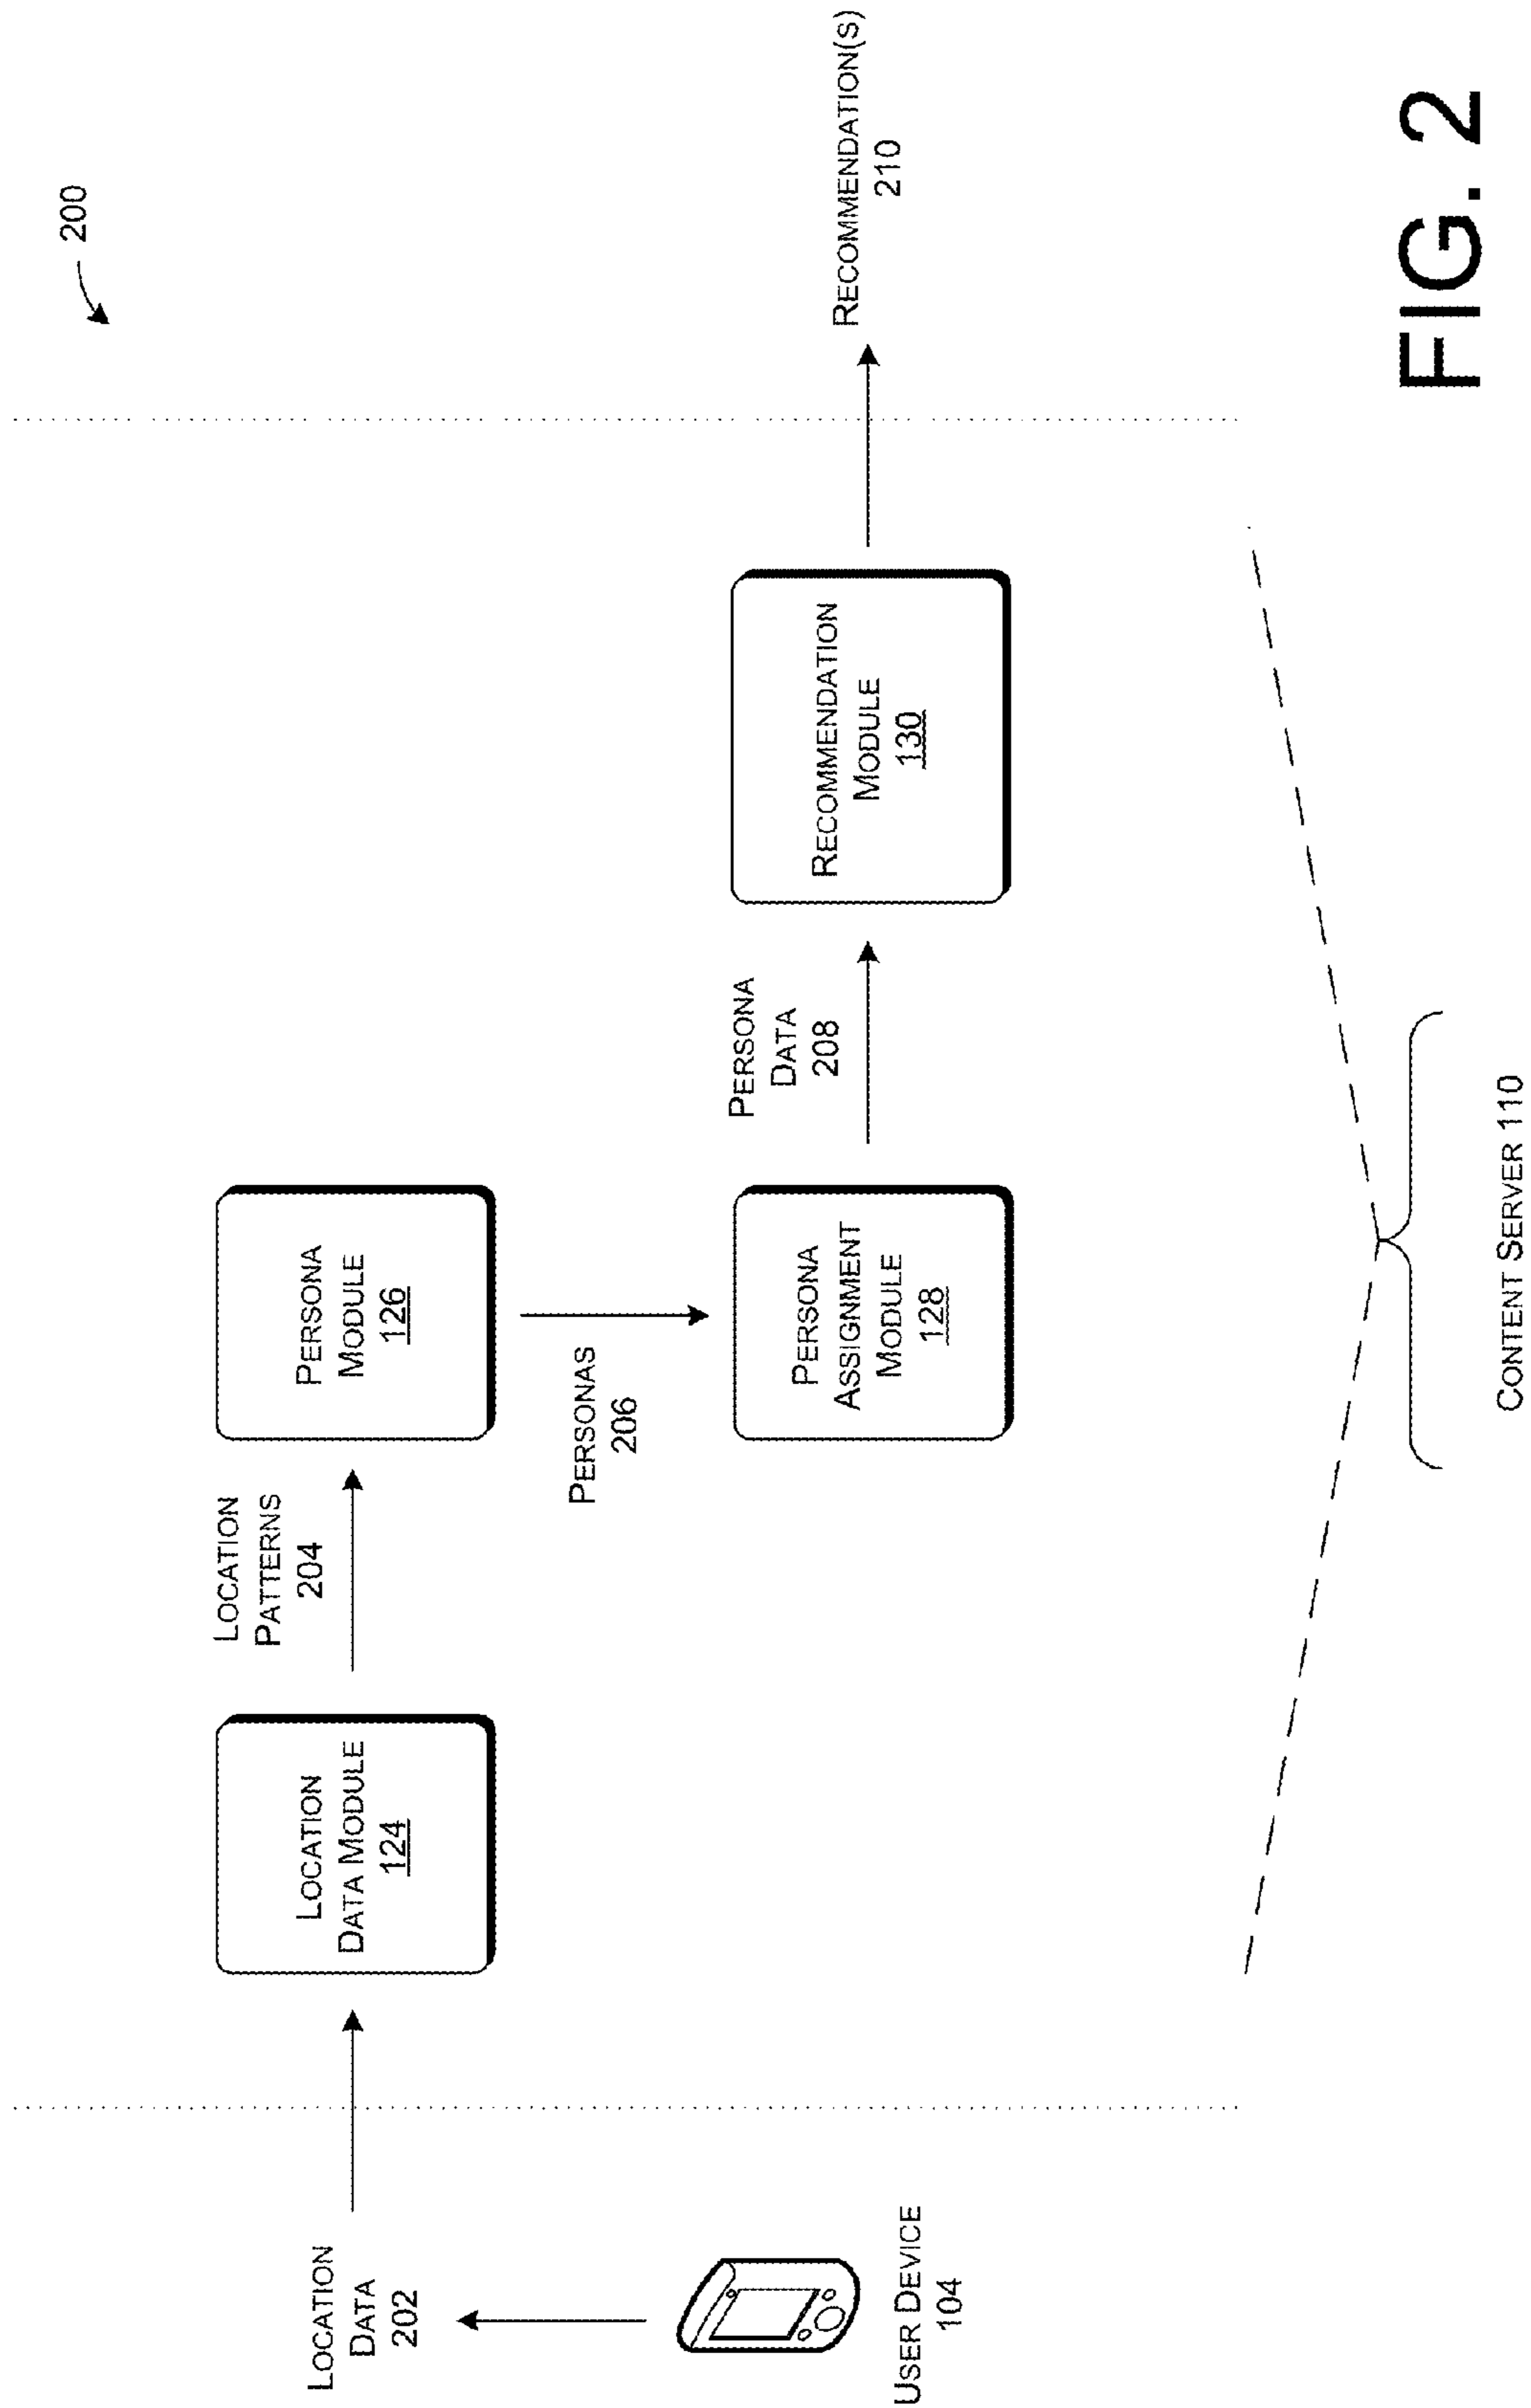 200
LOCATION
DATA
202
USER DEVICE
104
LOCATION
DATA MODULE
124
LOCATION
PATTERNS
204
PERSONA
MODULE
126
PERSONAS
206
PERSONA
ASSIGNMENT
MODULE
128
PERSONA
DATA
208
RECOMMENDATION
MODULE
130
RECOMMENDATION(S)
210
CONTENT SERVER 110
FIG. 2